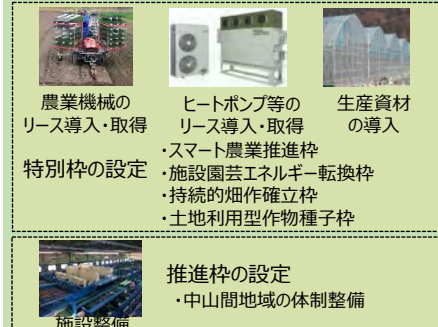 農業機械の
リース導入・取得
ヒートポンプ等の
リース導入・取得
生産資材
の導入
特別枠の設定
・スマート農業推進枠
・施設園芸エネルギー転換枠
・持続的畑作確立枠
・土地利用型作物種子枠
推進枠の設定
・中山間地域の体制整備
施設整備